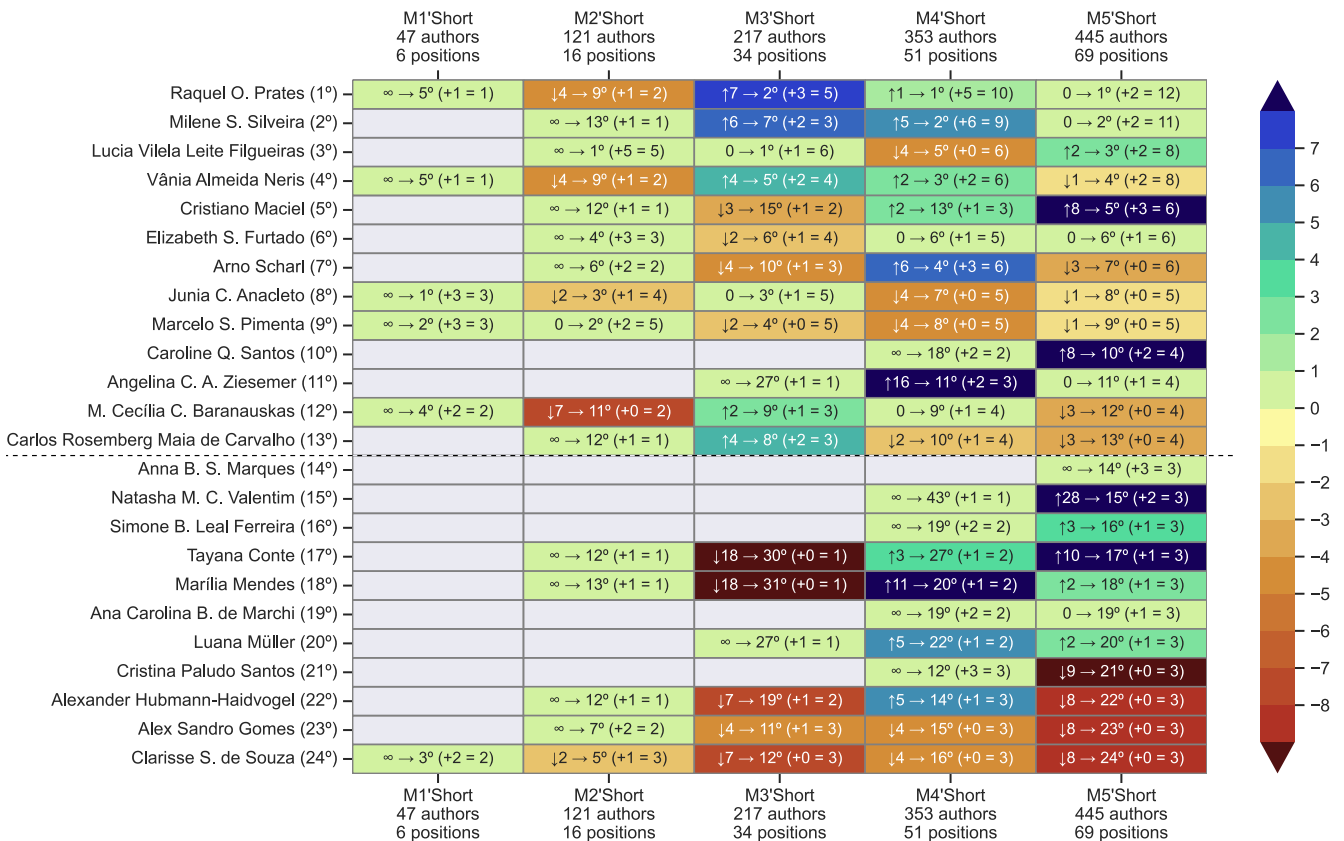 M1'Short M2'Short M3'Short M4'Short M5'Short
47 authors 121 authors 217 authors 353 authors 445 authors
6 positions 16 positions 34 positions 51 positions 69 positions
Raquel O. Prates (1º) ∞ → 5º (+1 = 1) ↓4 → 9º (+1 = 2) ↑7 → 2º (+3 = 5) ↑1 → 1º (+5 = 10) 0 → 1º (+2 = 12)
Milene S. Silveira (2º) ∞ → 13º (+1 = 1) ↑6 → 7º (+2 = 3) ↑5 → 2º (+6 = 9) 0 → 2º (+2 = 11)
Lucia Vilela Leite Filgueiras (3º) ∞ → 1º (+5 = 5) 0 → 1º (+1 = 6) ↓4 → 5º (+0 = 6) ↑2 → 3º (+2 = 8)
Vânia Almeida Neris (4º) ∞ → 5º (+1 = 1) ↓4 → 9º (+1 = 2) ↑4 → 5º (+2 = 4) ↑2 → 3º (+2 = 6) ↓1 → 4º (+2 = 8)
Cristiano Maciel (5º) ∞ → 12º (+1 = 1) ↓3 → 15º (+1 = 2) ↑2 → 13º (+1 = 3) ↑8 → 5º (+3 = 6)
Elizabeth S. Furtado (6º) ∞ → 4º (+3 = 3) ↓2 → 6º (+1 = 4) 0 → 6º (+1 = 5) 0 → 6º (+1 = 6)
Arno Scharl (7º) ∞ → 6º (+2 = 2) ↓4 → 10º (+1 = 3) ↑6 → 4º (+3 = 6) ↓3 → 7º (+0 = 6)
Junia C. Anacleto (8º) ∞ → 1º (+3 = 3) ↓2 → 3º (+1 = 4) 0 → 3º (+1 = 5) ↓4 → 7º (+0 = 5) ↓1 → 8º (+0 = 5)
Marcelo S. Pimenta (9º) ∞ → 2º (+3 = 3) 0 → 2º (+2 = 5) ↓2 → 4º (+0 = 5) ↓4 → 8º (+0 = 5) ↓1 → 9º (+0 = 5)
Caroline Q. Santos (10º) ∞ → 18º (+2 = 2) ↑8 → 10º (+2 = 4)
Angelina C. A. Ziesemer (11º) ∞ → 27º (+1 = 1) ↑16 → 11º (+2 = 3) 0 → 11º (+1 = 4)
M. Cecília C. Baranauskas (12º) ∞ → 4º (+2 = 2) ↓7 → 11º (+0 = 2) ↑2 → 9º (+1 = 3) 0 → 9º (+1 = 4) ↓3 → 12º (+0 = 4)
Carlos Rosemberg Maia de Carvalho (13º) ∞ → 12º (+1 = 1) ↑4 → 8º (+2 = 3) ↓2 → 10º (+1 = 4) ↓3 → 13º (+0 = 4)
Anna B. S. Marques (14º) ∞ → 14º (+3 = 3)
Natasha M. C. Valentim (15º) ∞ → 43º (+1 = 1) ↑28 → 15º (+2 = 3)
Simone B. Leal Ferreira (16º) ∞ → 19º (+2 = 2) ↑3 → 16º (+1 = 3)
Tayana Conte (17º) ∞ → 12º (+1 = 1) ↓18 → 30º (+0 = 1) ↑3 → 27º (+1 = 2) ↑10 → 17º (+1 = 3)
Marília Mendes (18º) ∞ → 13º (+1 = 1) ↓18 → 31º (+0 = 1) ↑11 → 20º (+1 = 2) ↑2 → 18º (+1 = 3)
Ana Carolina B. de Marchi (19º) ∞ → 19º (+2 = 2) 0 → 19º (+1 = 3)
Luana Müller (20º) ∞ → 27º (+1 = 1) ↑5 → 22º (+1 = 2) ↑2 → 20º (+1 = 3)
Cristina Paludo Santos (21º) ∞ → 12º (+3 = 3) ↓9 → 21º (+0 = 3)
Alexander Hubmann-Haidvogel (22º) ∞ → 12º (+1 = 1) ↓7 → 19º (+1 = 2) ↑5 → 14º (+1 = 3) ↓8 → 22º (+0 = 3)
Alex Sandro Gomes (23º) ∞ → 7º (+2 = 2) ↓4 → 11º (+1 = 3) ↓4 → 15º (+0 = 3) ↓8 → 23º (+0 = 3)
Clarisse S. de Souza (24º) ∞ → 3º (+2 = 2) ↓2 → 5º (+1 = 3) ↓7 → 12º (+0 = 3) ↓4 → 16º (+0 = 3) ↓8 → 24º (+0 = 3)
M1'Short M2'Short M3'Short M4'Short M5'Short
47 authors 121 authors 217 authors 353 authors 445 authors
6 positions 16 positions 34 positions 51 positions 69 positions
7
6
5
4
3
2
1
0
−1
−2
−3
−4
−5
−6
−7
−8